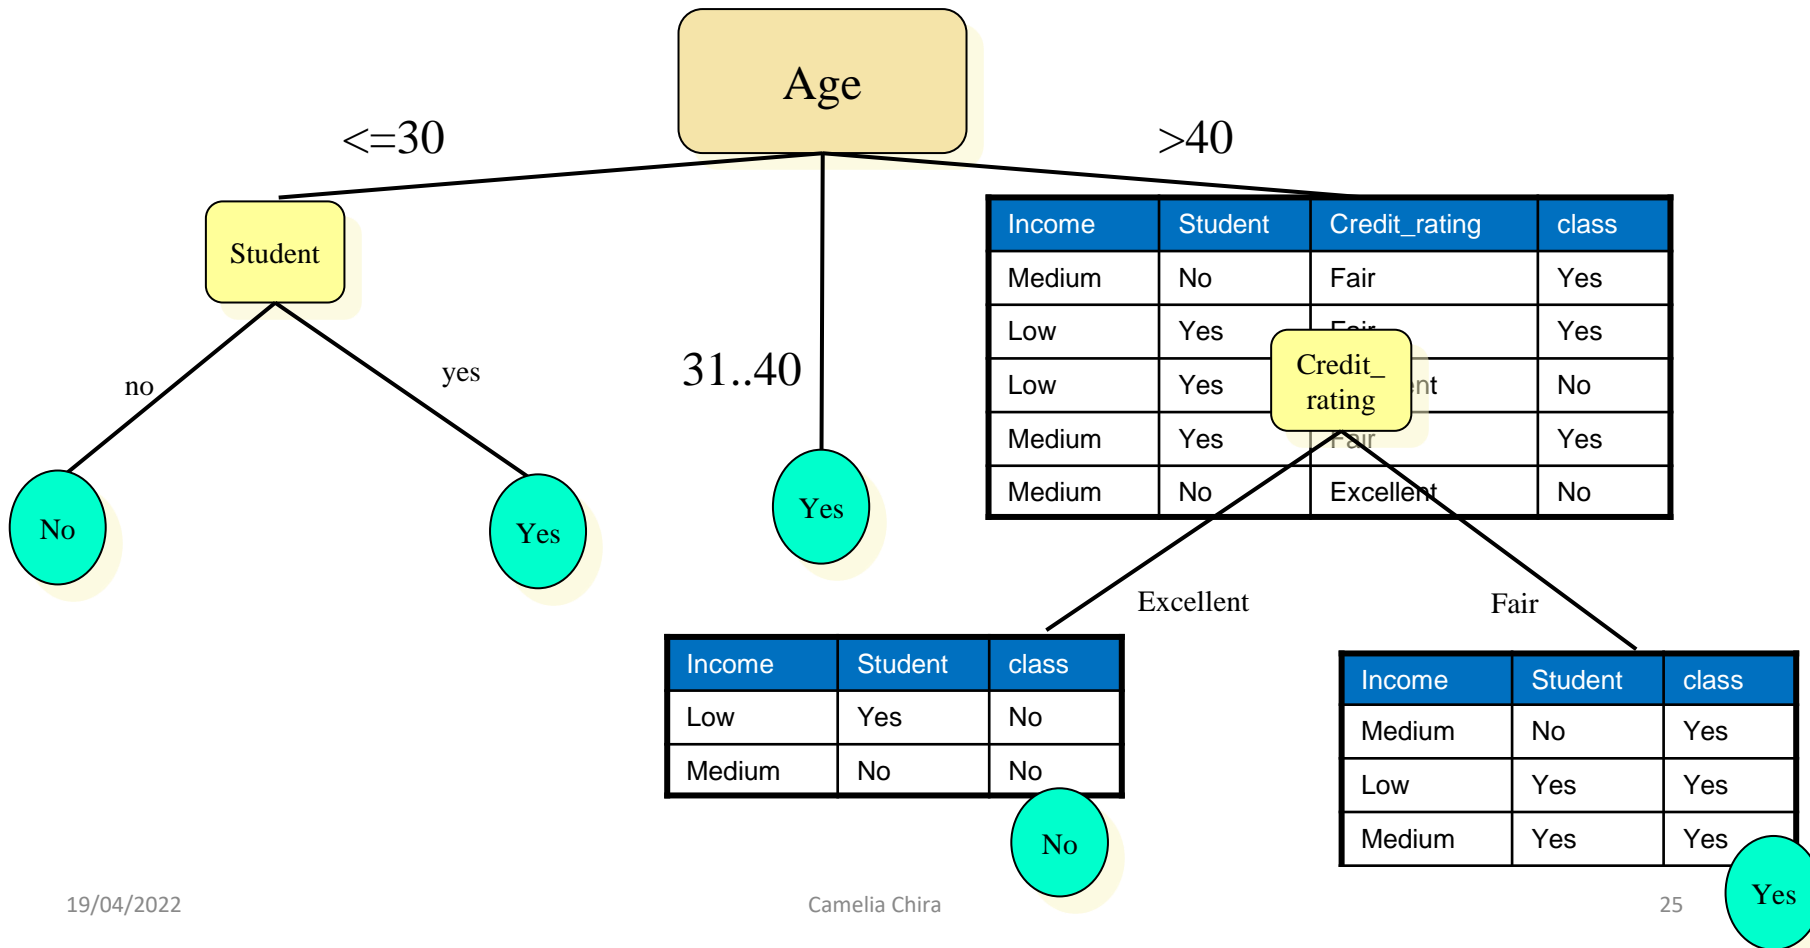 Age
<=30
>40
Student
no
yes
31..40
No
Yes
Yes
Income Student Credit_rating class
Medium No Fair Yes
Low Yes Fair Yes
Low Yes No
Medium Yes Fair Yes
Medium No Excellent No
Credit_
rating
Excellent
Fair
Income Student class
Low Yes No
Medium No No
No
Income Student class
Medium No Yes
Low Yes Yes
Medium Yes Yes
Yes
19/04/2022
Camelia Chira
25